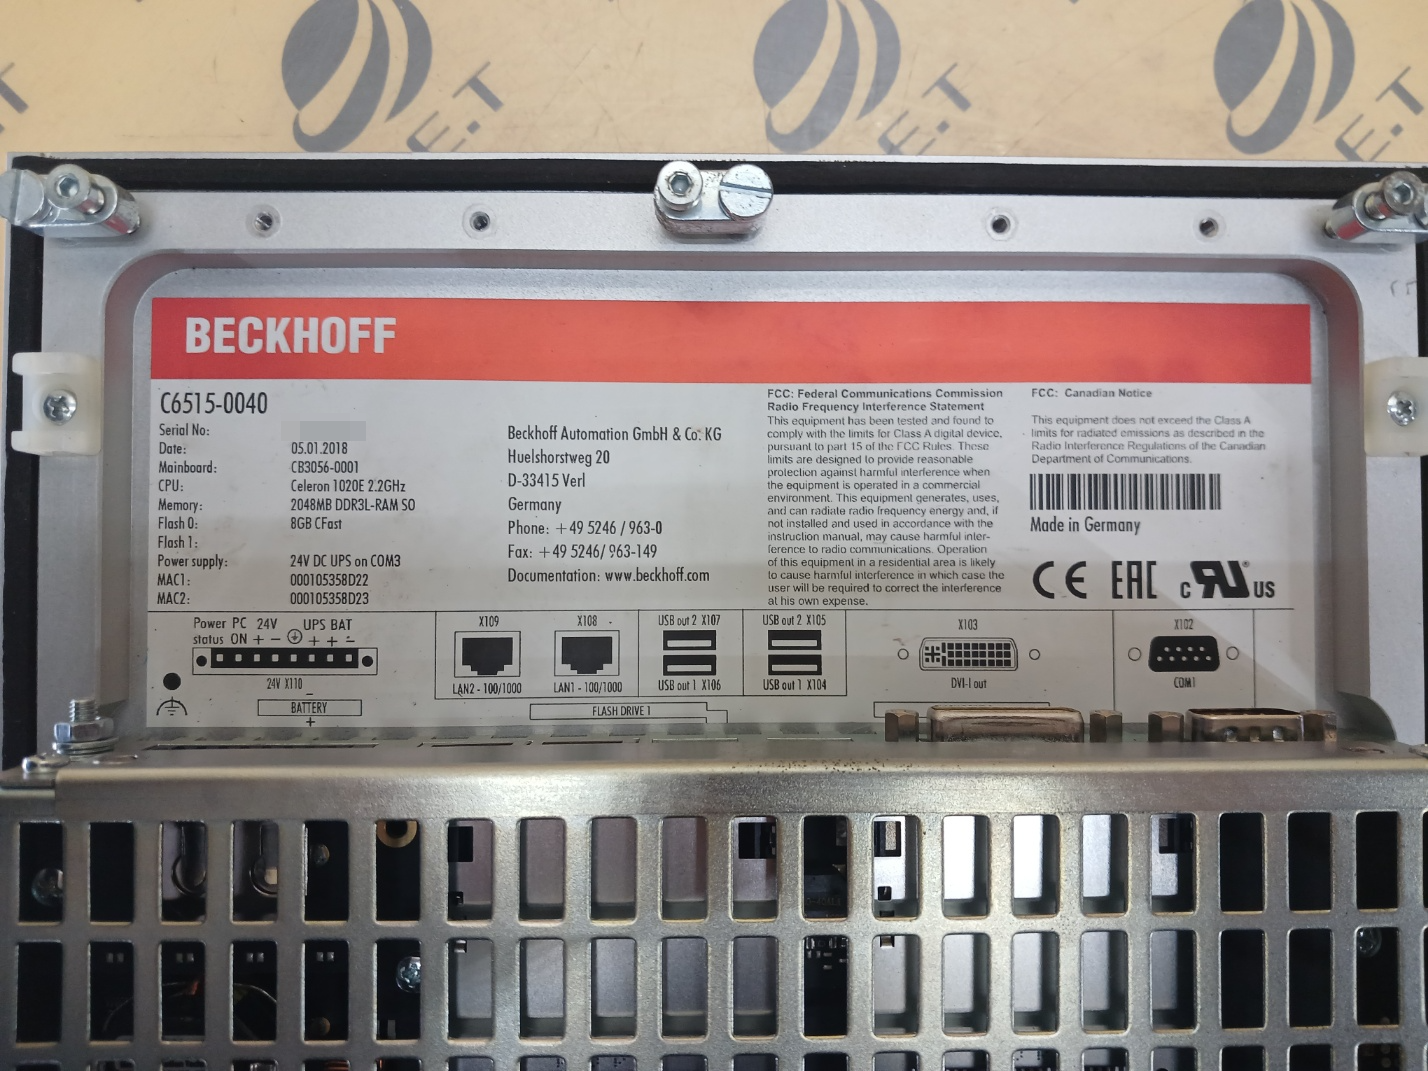 E.T
E.T
E.T
BECKHOFF
C6515-0040
Serial No:
Date: 05.01.2018
Mainboard: CB3056-0001
CPU: Celeron 1020E 2.2GHz
Memory: 2048MB DDR3L-RAM SO
Flash 0: 8GB CFast
Flash 1:
Power supply: 24V DC UPS on COM3
MAC1: 000105358D22
MAC2: 000105358D23
Beckhoff Automation GmbH & Co. KG
Huelshorstweg 20
D-33415 Verl
Germany
Phone: +49 5246 / 963-0
Fax: +49 5246/ 963-149
Documentation: www.beckhoff.com
FCC: Federal Communications Commission
Radio Frequency Interference Statement
This equipment has been tested and found to
comply with the limits for Class A digital device,
pursuant to part 15 of the FCC Rules. These
limits are designed to provide reasonable
protection against harmful interference when
the equipment is operated in a commercial
environment. This equipment generates, uses,
and can radiate radio frequency energy and, if
not installed and used in accordance with the
instruction manual, may cause harmful inter-
ference to radio communications. Operation
of this equipment in a residential area is likely
to cause harmful interference in which case the
user will be required to correct the interference
at his own expense.
FCC: Canadian Notice
This equipment does not exceed the Class A
limits for radiated emissions as described in the
Radio Interference Regulations of the Canadian
Department of Communications.
Made in Germany
CE EAC c RU® US
Power PC 24V UPS BAT
status ON + − + + −
24V X110
BATTERY
− +
X109
LAN2 - 100/1000
X108
LAN1 - 100/1000
USB out 2 X107
USB out 1 X106
USB out 2 X105
USB out 1 X104
X103
DVI-I out
X102
COM1
FLASH DRIVE 1